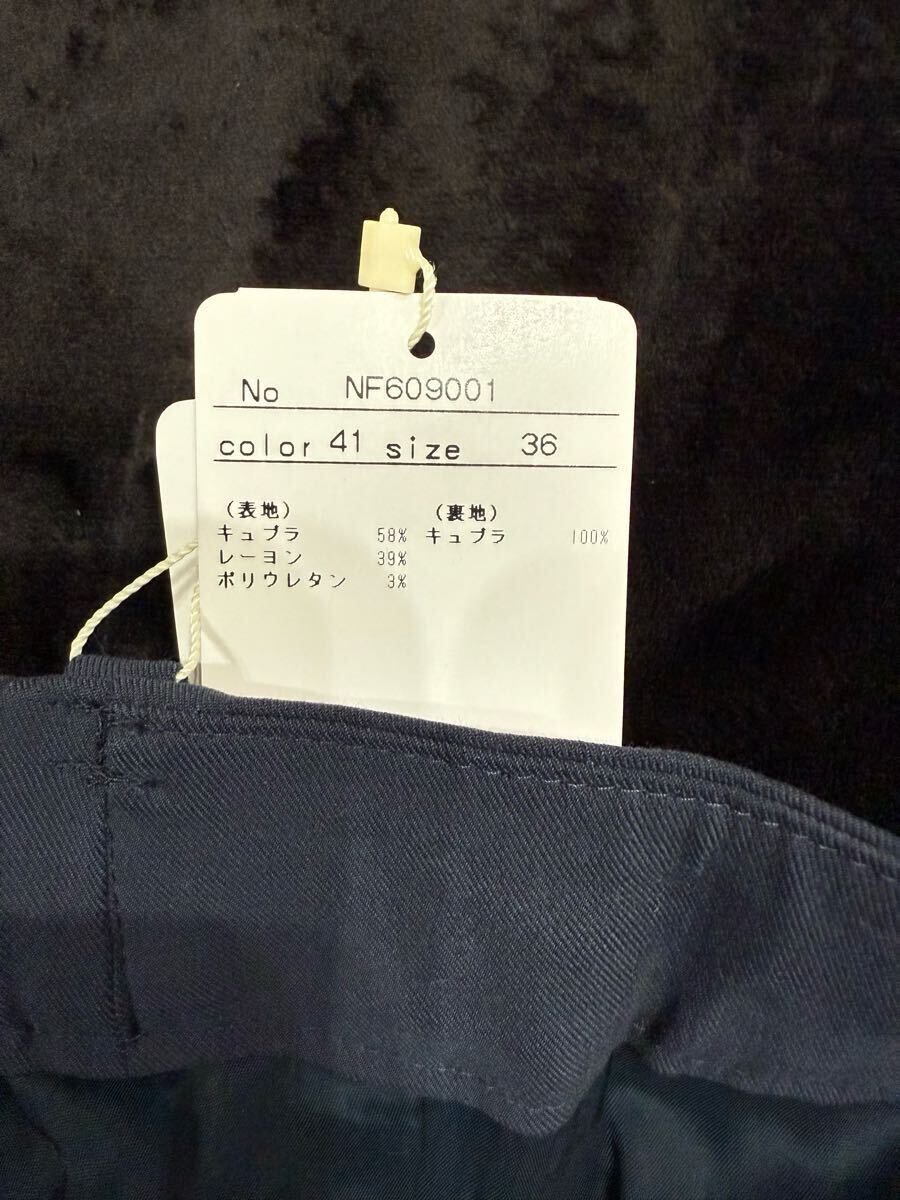 No NF609001
color 41 size 36
(表地) (裏地)
キュプラ 58% キュプラ 100%
レーヨン 39%
ポリウレタン 3%